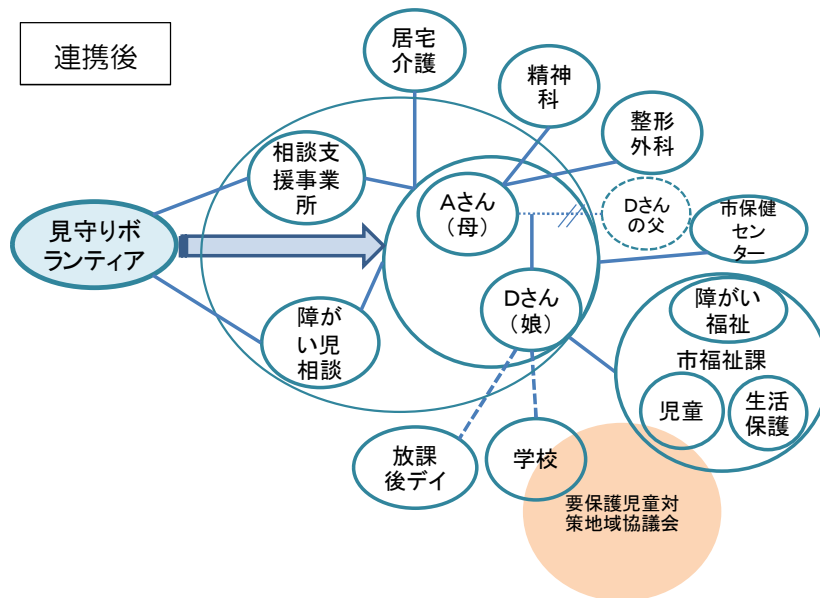 連携後
居宅
介護
精神
科
整形
外科
相談支
援事業
所
Aさん
（母）
Dさん
の父
市保健
セン
ター
見守りボ
ランティア
障が
い児
相談
Dさん
（娘）
障がい
福祉
市福祉課
児童
生活
保護
放課
後デイ
学校
要保護児童対
策地域協議会